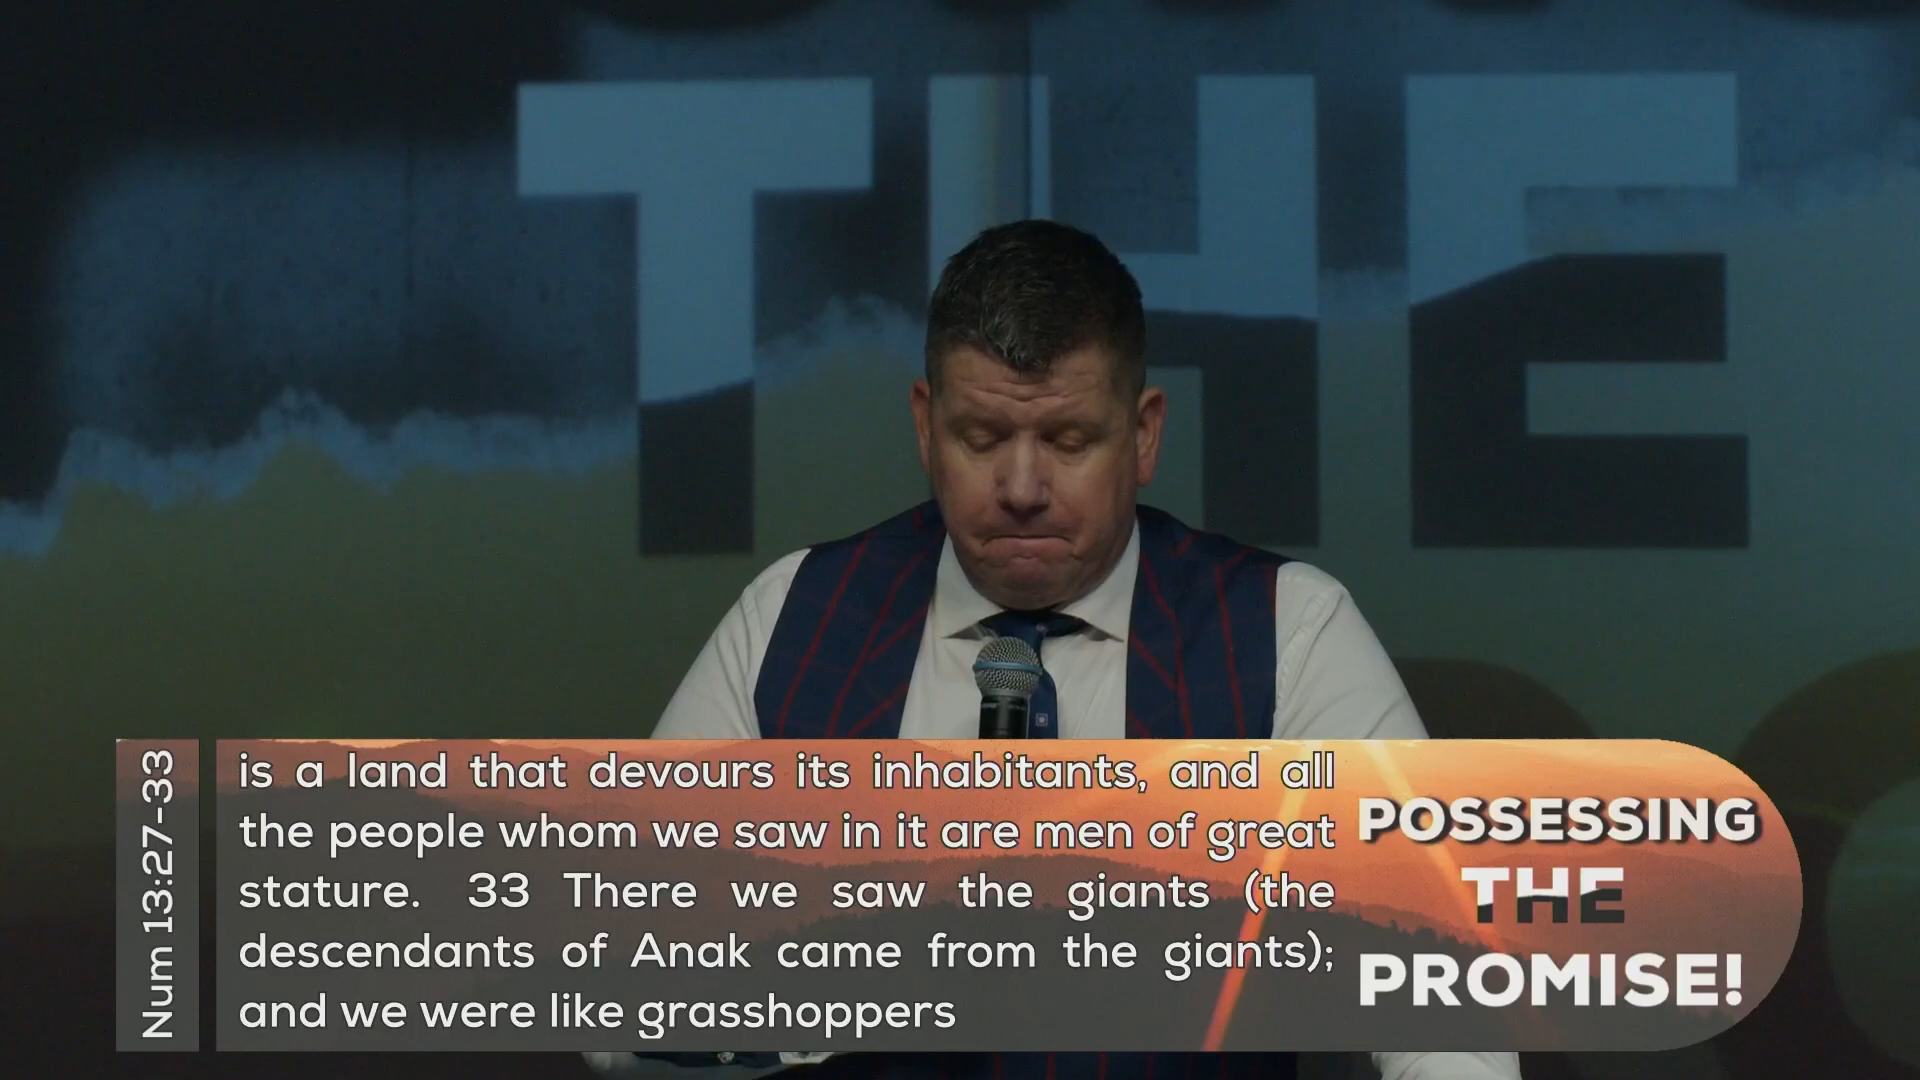 THE
Num 13:27-33
is a land that devours its inhabitants, and all
the people whom we saw in it are men of great
stature. 33 There we saw the giants (the
descendants of Anak came from the giants);
and we were like grasshoppers
POSSESSING
THE
PROMISE!